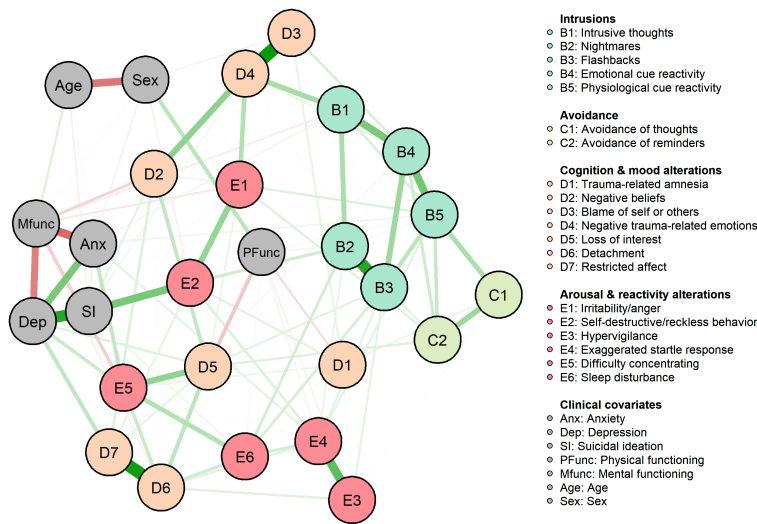 D3
D4
Age
Sex
B1
B4
D2
E1
B5
Mfunc
Anx
PFunc
B2
E2
B3
C1
SI
Dep
C2
D5
D1
E5
E4
D7
E6
D6
E3
Intrusions
B1: Intrusive thoughts
B2: Nightmares
B3: Flashbacks
B4: Emotional cue reactivity
B5: Physiological cue reactivity
Avoidance
C1: Avoidance of thoughts
C2: Avoidance of reminders
Cognition & mood alterations
D1: Trauma-related amnesia
D2: Negative beliefs
D3: Blame of self or others
D4: Negative trauma-related emotions
D5: Loss of interest
D6: Detachment
D7: Restricted affect
Arousal & reactivity alterations
E1: Irritability/anger
E2: Self-destructive/reckless behavior
E3: Hypervigilance
E4: Exaggerated startle response
E5: Difficulty concentrating
E6: Sleep disturbance
Clinical covariates
Anx: Anxiety
Dep: Depression
SI: Suicidal ideation
PFunc: Physical functioning
Mfunc: Mental functioning
Age: Age
Sex: Sex